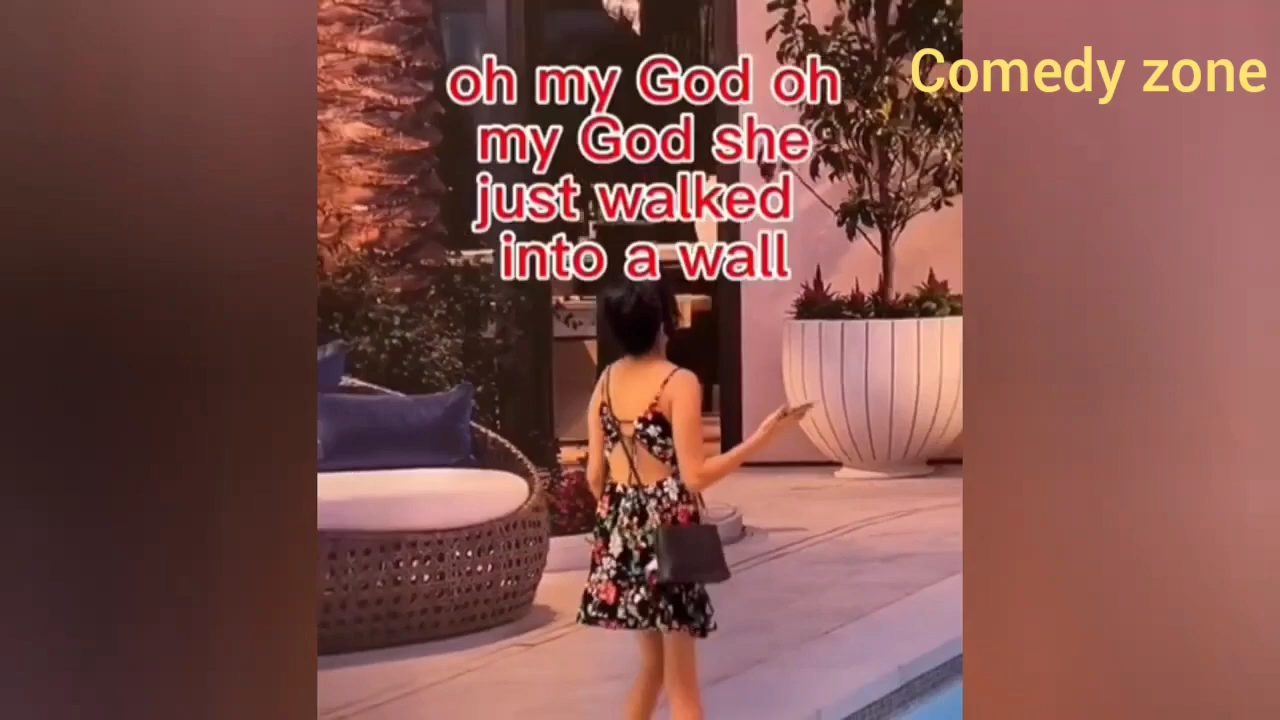 Comedy zone
oh my God oh
my God she
just walked
into a wall